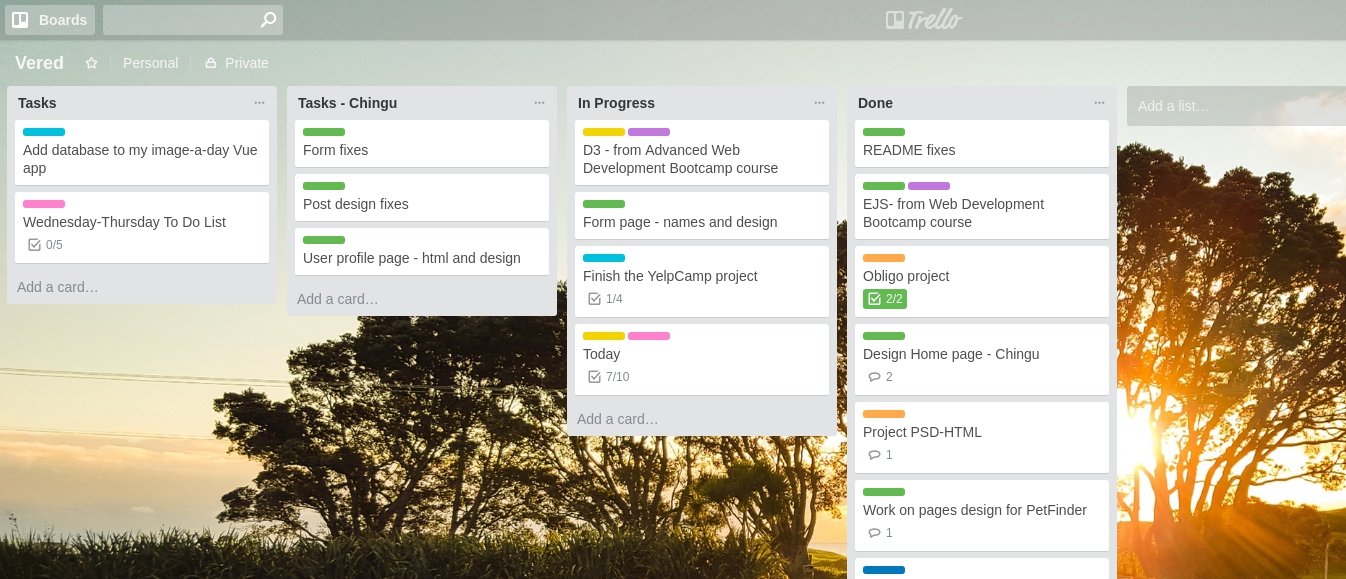 Boards
Trello
Vered
Personal
Private
Tasks
Add database to my image-a-day Vue
app
Wednesday-Thursday To Do List
0/5
Add a card…
Tasks - Chingu
Form fixes
Post design fixes
User profile page - html and design
Add a card…
In Progress
D3 - from Advanced Web
Development Bootcamp course
Form page - names and design
Finish the YelpCamp project
1/4
Today
7/10
Add a card…
Done
README fixes
EJS- from Web Development
Bootcamp course
Obligo project
2/2
Design Home page - Chingu
2
Project PSD-HTML
1
Work on pages design for PetFinder
1
Add a list…